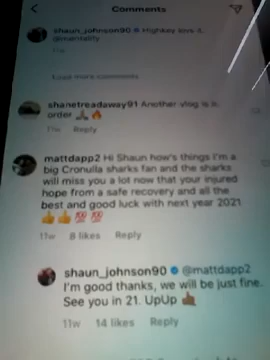 Comments
shaun_johnson90 Highkey love it,
@mentallfy
11w
Load more comments
shanetreadaway91 Another vlog is in
order 🙏🏽🔥
11w Reply
mattdapp2 Hi Shaun how's things I'm a
big Cronulla sharks fan and the sharks
will miss you a lot now that your injured
hope from a safe recovery and all the
best and good luck with next year 2021
👍👍💯💯
11w 8 likes Reply
shaun_johnson90 @mattdapp2
I'm good thanks, we will be just fine.
See you in 21. UpUp 🤙🏾
11w 14 likes Reply